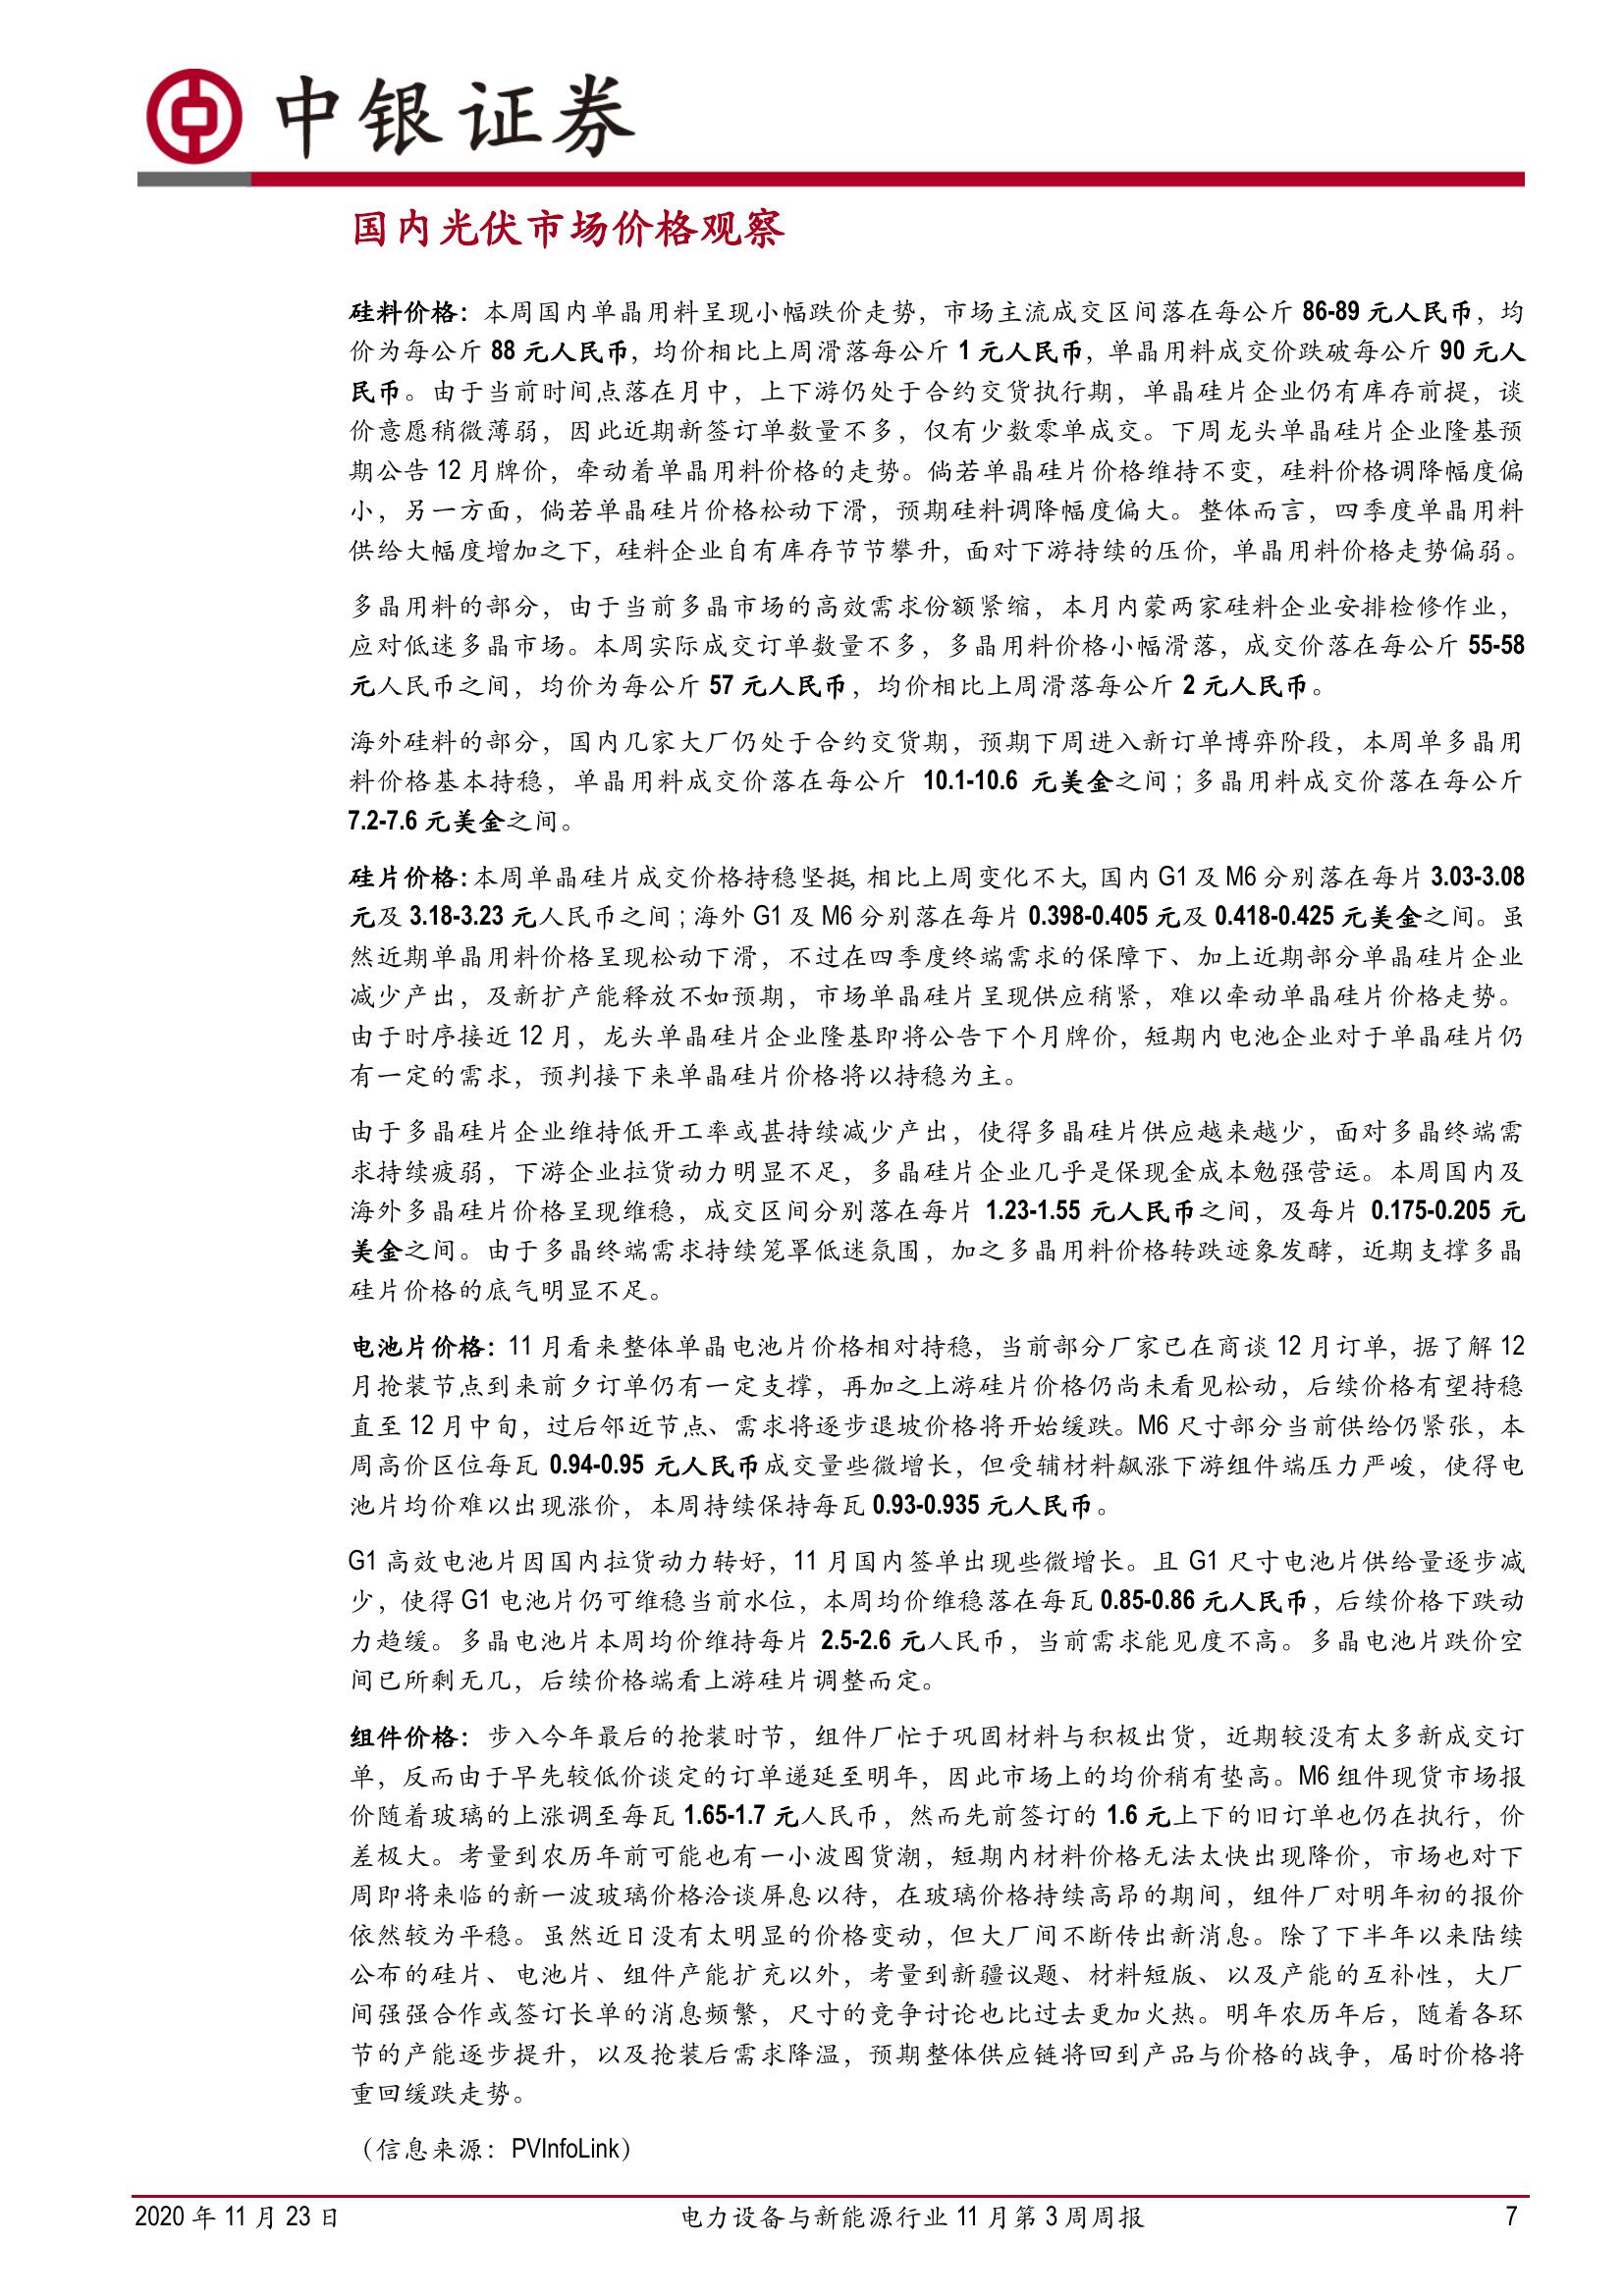 中银证券
国内光伏市场价格观察
硅料价格：本周国内单晶用料呈现小幅跌价走势，市场主流成交区间落在每公斤 86-89 元人民币，均
价为每公斤 88 元人民币，均价相比上周滑落每公斤 1 元人民币，单晶用料成交价跌破每公斤 90 元人
民币。由于当前时间点落在月中，上下游仍处于合约交货执行期，单晶硅片企业仍有库存前提，谈
价意愿稍微薄弱，因此近期新签订单数量不多，仅有少数零单成交。下周龙头单晶硅片企业隆基预
期公告 12 月牌价，牵动着单晶用料价格的走势。倘若单晶硅片价格维持不变，硅料价格调降幅度偏
小，另一方面，倘若单晶硅片价格松动下滑，预期硅料调降幅度偏大。整体而言，四季度单晶用料
供给大幅度增加之下，硅料企业自有库存节节攀升，面对下游持续的压价，单晶用料价格走势偏弱。
多晶用料的部分，由于当前多晶市场的高效需求份额紧缩，本月内蒙两家硅料企业安排检修作业，
应对低迷多晶市场。本周实际成交订单数量不多，多晶用料价格小幅滑落，成交价落在每公斤 55-58
元人民币之间，均价为每公斤 57 元人民币，均价相比上周滑落每公斤 2 元人民币。
海外硅料的部分，国内几家大厂仍处于合约交货期，预期下周进入新订单博弈阶段，本周单多晶用
料价格基本持稳，单晶用料成交价落在每公斤 10.1-10.6 元美金之间；多晶用料成交价落在每公斤
7.2-7.6 元美金之间。
硅片价格：本周单晶硅片成交价格持稳坚挺，相比上周变化不大，国内 G1 及 M6 分别落在每片 3.03-3.08
元及 3.18-3.23 元人民币之间；海外 G1 及 M6 分别落在每片 0.398-0.405 元及 0.418-0.425 元美金之间。虽
然近期单晶用料价格呈现松动下滑，不过在四季度终端需求的保障下、加上近期部分单晶硅片企业
减少产出，及新扩产能释放不如预期，市场单晶硅片呈现供应稍紧，难以牵动单晶硅片价格走势。
由于时序接近 12 月，龙头单晶硅片企业隆基即将公告下个月牌价，短期内电池企业对于单晶硅片仍
有一定的需求，预判接下来单晶硅片价格将以持稳为主。
由于多晶硅片企业维持低开工率或甚持续减少产出，使得多晶硅片供应越来越少，面对多晶终端需
求持续疲弱，下游企业拉货动力明显不足，多晶硅片企业几乎是保现金成本勉强营运。本周国内及
海外多晶硅片价格呈现维稳，成交区间分别落在每片 1.23-1.55 元人民币之间，及每片 0.175-0.205 元
美金之间。由于多晶终端需求持续笼罩低迷氛围，加之多晶用料价格转跌迹象发酵，近期支撑多晶
硅片价格的底气明显不足。
电池片价格：11 月看来整体单晶电池片价格相对持稳，当前部分厂家已在商谈 12 月订单，据了解 12
月抢装节点到来前夕订单仍有一定支撑，再加之上游硅片价格仍尚未看见松动，后续价格有望持稳
直至 12 月中旬，过后邻近节点、需求将逐步退坡价格将开始缓跌。M6 尺寸部分当前供给仍紧张，本
周高价区位每瓦 0.94-0.95 元人民币成交量些微增长，但受辅材料飙涨下游组件端压力严峻，使得电
池片均价难以出现涨价，本周持续保持每瓦 0.93-0.935 元人民币。
G1 高效电池片因国内拉货动力转好，11 月国内签单出现些微增长。且 G1 尺寸电池片供给量逐步减
少，使得 G1 电池片仍可维稳当前水位，本周均价维稳落在每瓦 0.85-0.86 元人民币，后续价格下跌动
力趋缓。多晶电池片本周均价维持每片 2.5-2.6 元人民币，当前需求能见度不高。多晶电池片跌价空
间已所剩无几，后续价格端看上游硅片调整而定。
组件价格：步入今年最后的抢装时节，组件厂忙于巩固材料与积极出货，近期较没有太多新成交订
单，反而由于早先较低价谈定的订单递延至明年，因此市场上的均价稍有垫高。M6 组件现货市场报
价随着玻璃的上涨调至每瓦 1.65-1.7 元人民币，然而先前签订的 1.6 元上下的旧订单也仍在执行，价
差极大。考量到农历年前可能也有一小波囤货潮，短期内材料价格无法太快出现降价，市场也对下
周即将来临的新一波玻璃价格洽谈屏息以待，在玻璃价格持续高昂的期间，组件厂对明年初的报价
依然较为平稳。虽然近日没有太明显的价格变动，但大厂间不断传出新消息。除了下半年以来陆续
公布的硅片、电池片、组件产能扩充以外，考量到新疆议题、材料短版、以及产能的互补性，大厂
间强强合作或签订长单的消息频繁，尺寸的竞争讨论也比过去更加火热。明年农历年后，随着各环
节的产能逐步提升，以及抢装后需求降温，预期整体供应链将回到产品与价格的战争，届时价格将
重回缓跌走势。
（信息来源：PVInfoLink）
2020 年 11 月 23 日 电力设备与新能源行业 11 月第 3 周周报 7